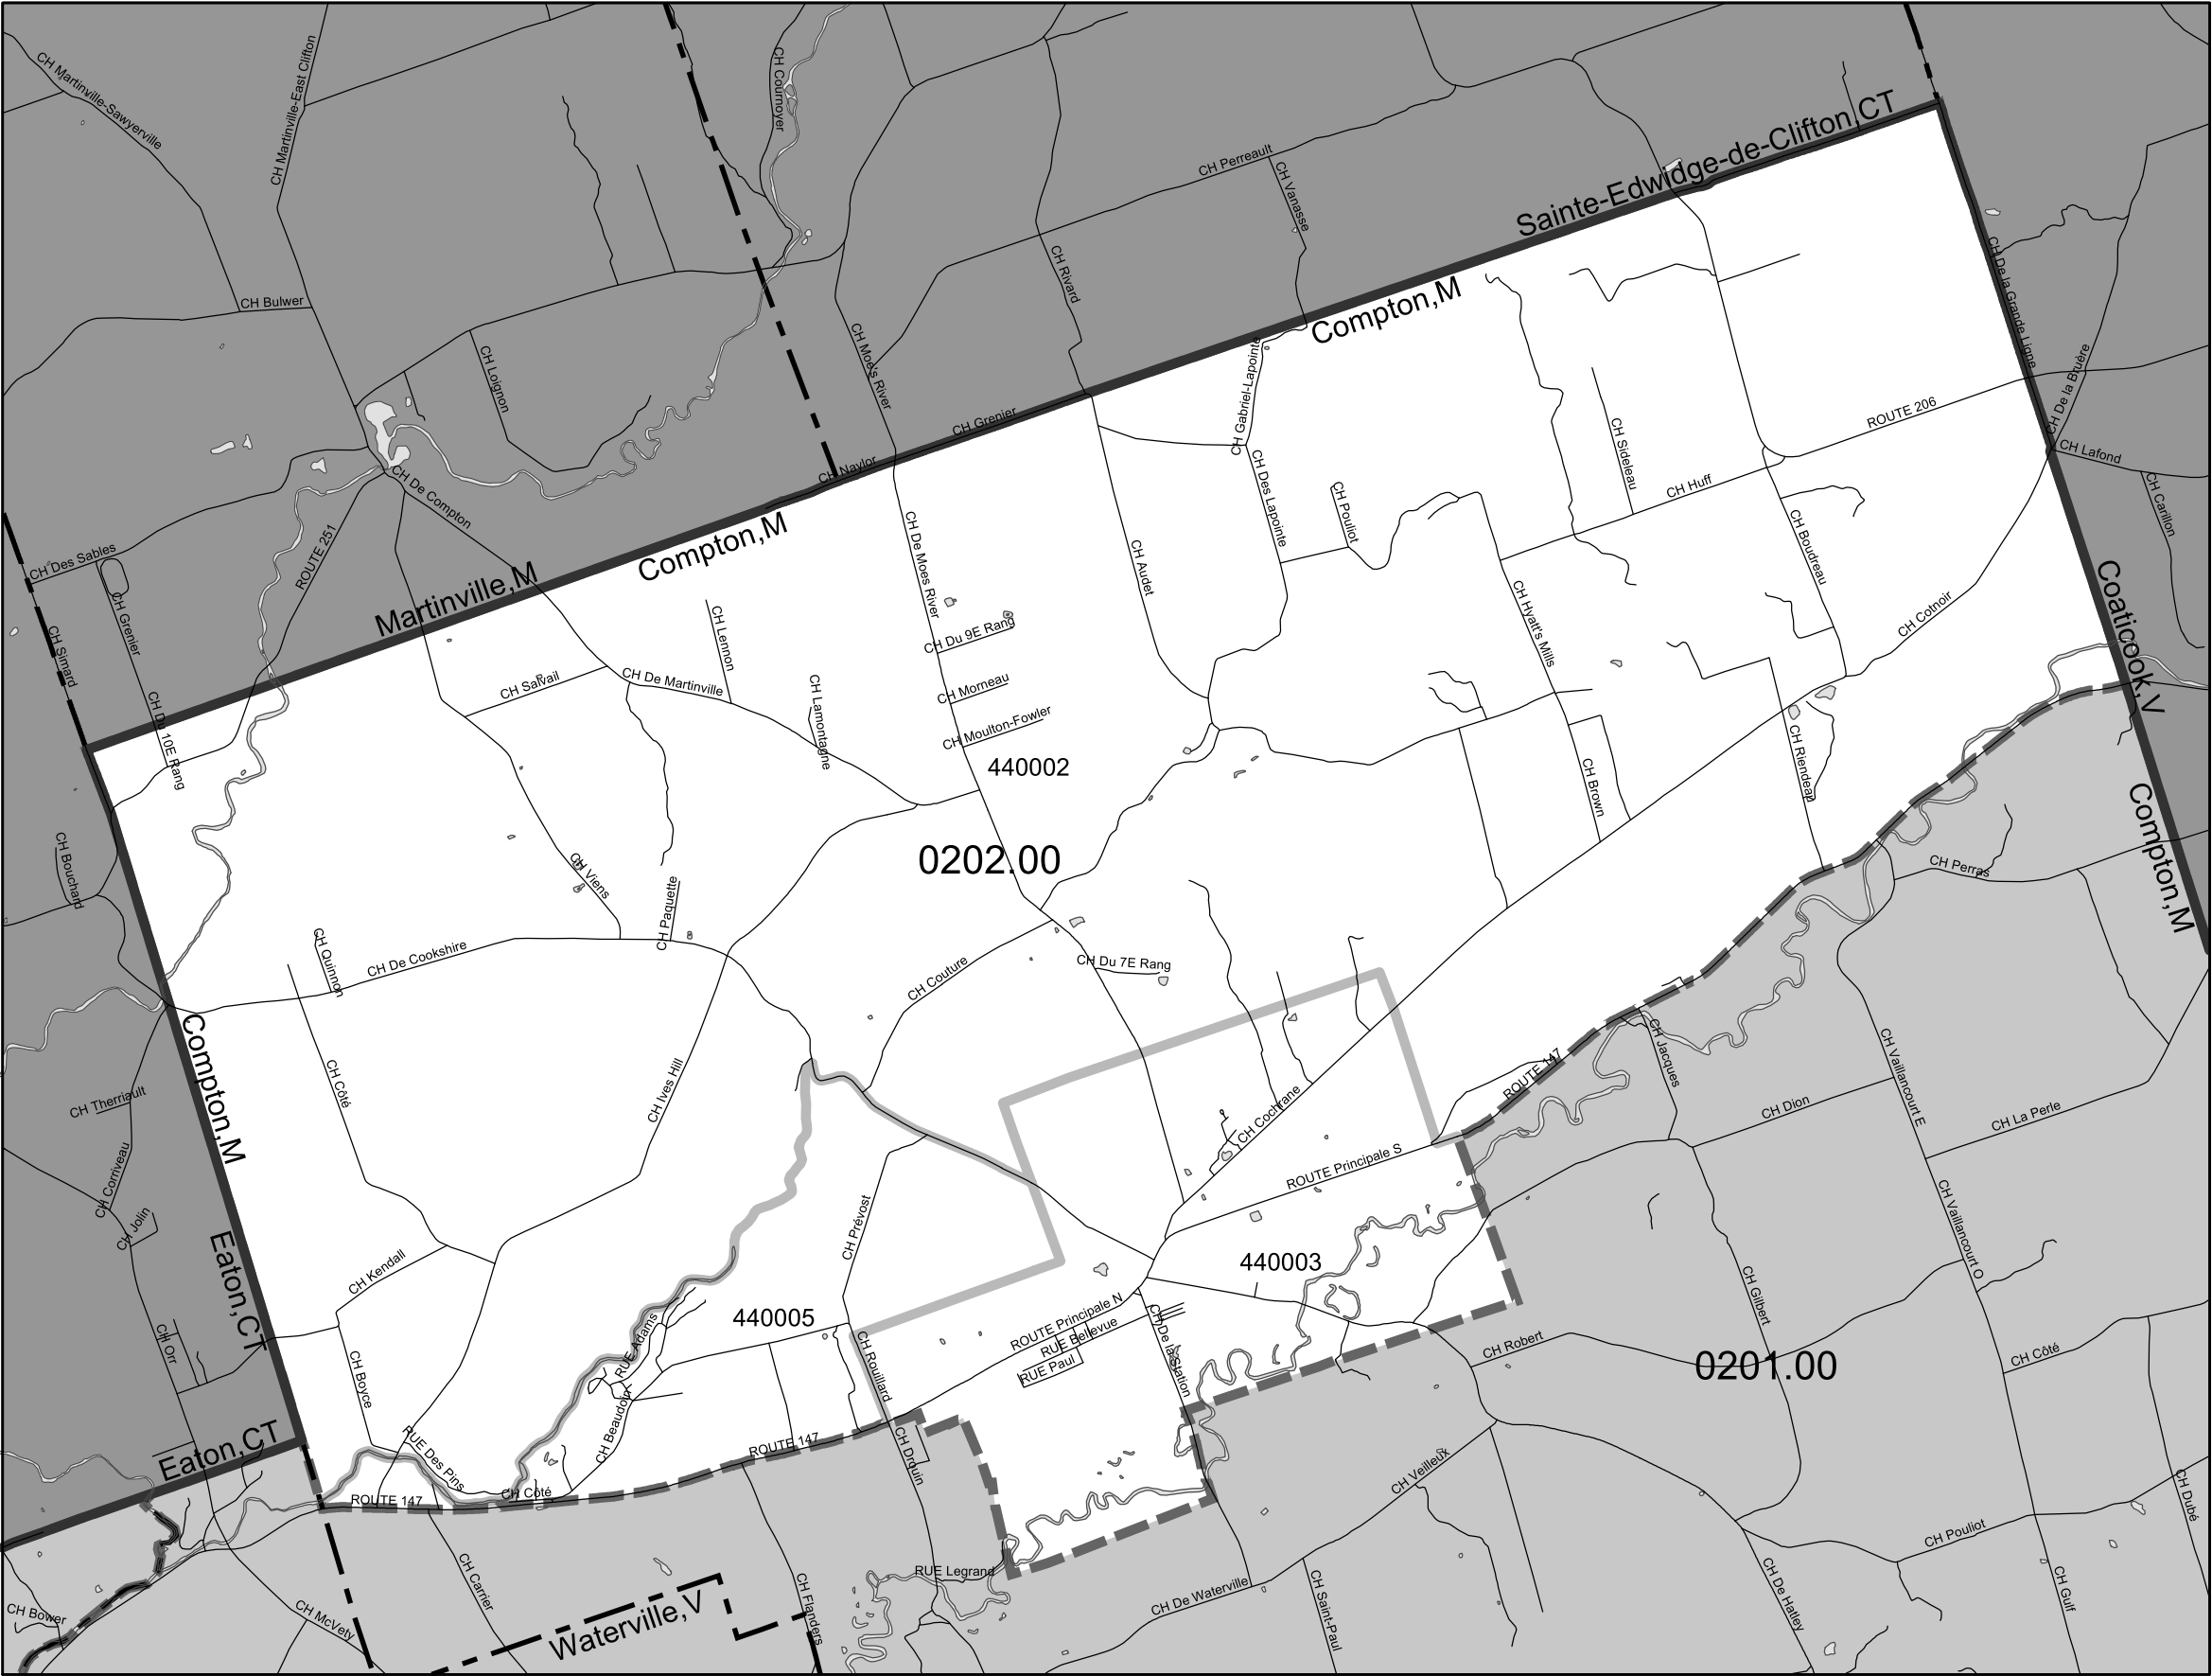 CH Martinville-Sawyerville
CH Martinville-East Clifton
CH Cournoyer
Sainte-Edwidge-de-Clifton,CT
CH Perreault
CH Vanasse
CH Rivard
CH De la Grande Ligne
CH Bulwer
Compton,M
CH Moe's River
CH Loignon
CH Gabriel-Lapointe
CH De la Bruère
CH Grenier
ROUTE 206
CH Sideleau
CH Lafond
CH Naylor
CH De Compton
CH Des Lapointe
CH Pouliot
CH Huff
CH Carillon
ROUTE 251
Compton,M
CH De Moes River
CH Boudreau
CH Des Sables
CH Audet
CH Grenier
Martinville,M
CH Hyatt's Mills
CH Cotnoir
Coaticook,V
CH Simard
CH Lennon
CH Du 9E Rang
CH Salvail
CH De Martinville
CH Morneau
CH Lamontagne
CH Du 10E Rang
CH Moulton-Fowler
CH Riendeau
440002
CH Brown
Compton,M
CH Bouchard
0202.00
CH Viens
CH Paquette
CH Perras
CH Quinnon
CH De Cookshire
CH Couture
CH Du 7E Rang
Compton,M
CH Côté
CH Ives Hill
CH Jacques
ROUTE 147
CH Vaillancourt E
CH Therriault
CH Cochrane
CH Dion
CH La Perle
CH Corriveau
ROUTE Principale S
CH Jolin
CH Prévost
CH Vaillancourt O
Eaton,CT
CH Kendall
440003
CH Gilbert
440005
ROUTE Principale N
CH De la Station
RUE Bellevue
RUE Adams
CH Orr
CH Boyce
CH Rouillard
RUE Paul
CH Robert
0201.00
CH Côté
CH Beaudoin
Eaton,CT
RUE Des Pins
ROUTE 147
CH Drouin
CH Veilleux
CH Côté
ROUTE 147
CH Dubé
CH Pouliot
CH Carrier
RUE Legrand
CH De Waterville
CH Saint-Paul
CH De Hatley
CH Gulf
CH Bower
CH McVety
Waterville,V
CH Flanders